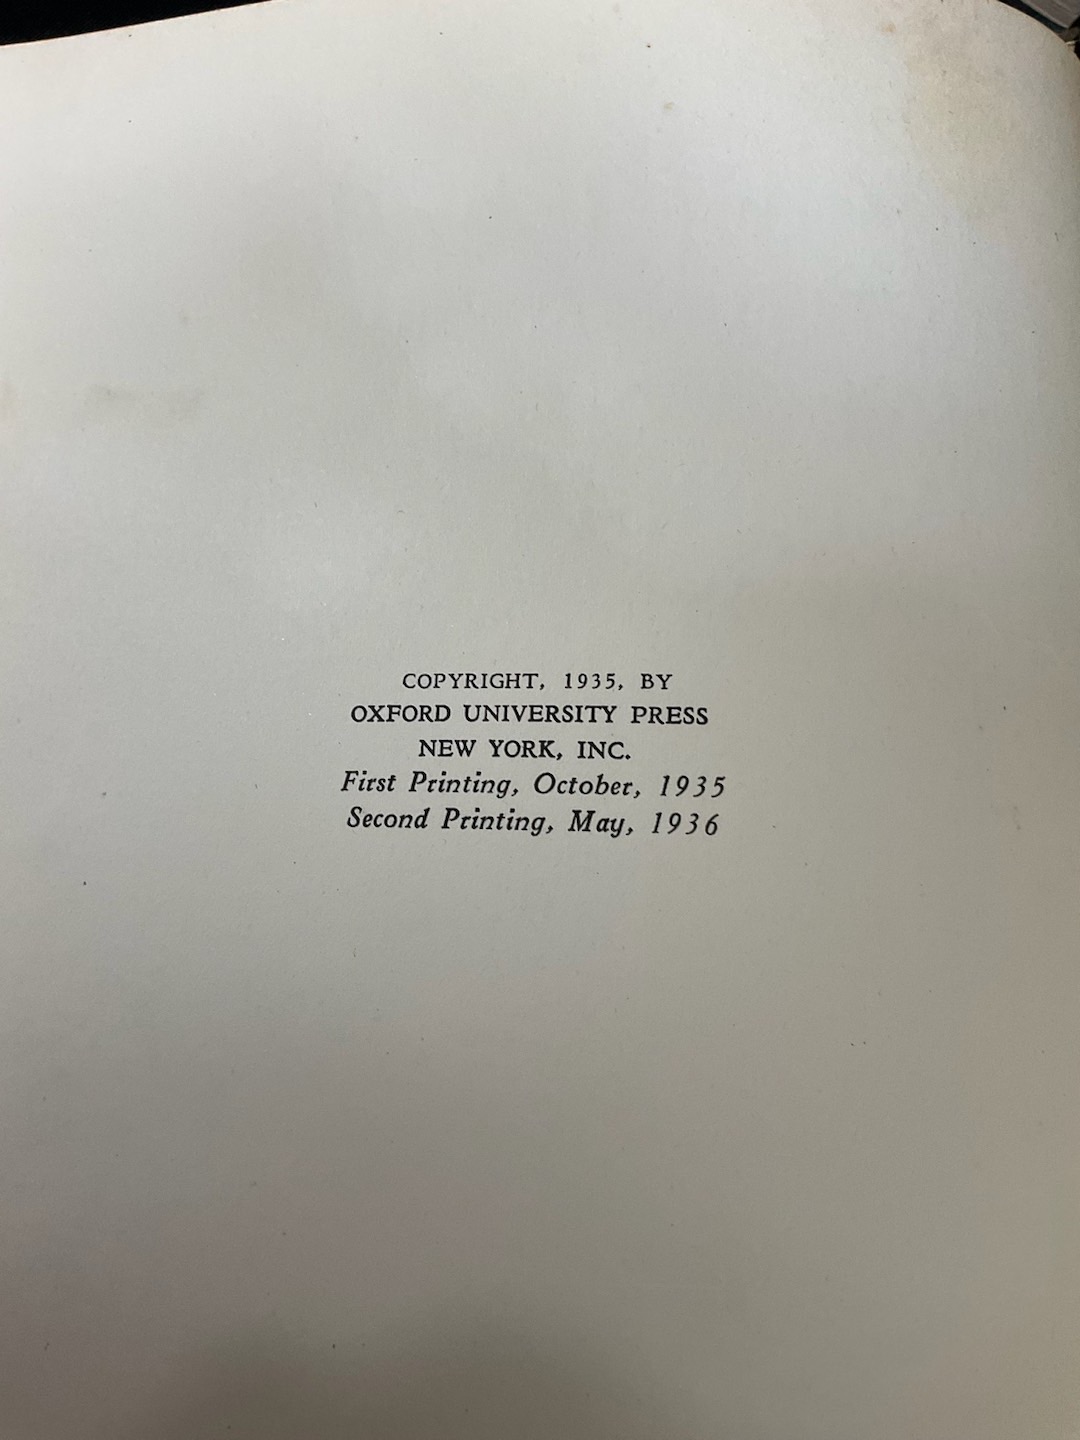 COPYRIGHT, 1935, BY
OXFORD UNIVERSITY PRESS
NEW YORK, INC.
First Printing, October, 1935
Second Printing, May, 1936